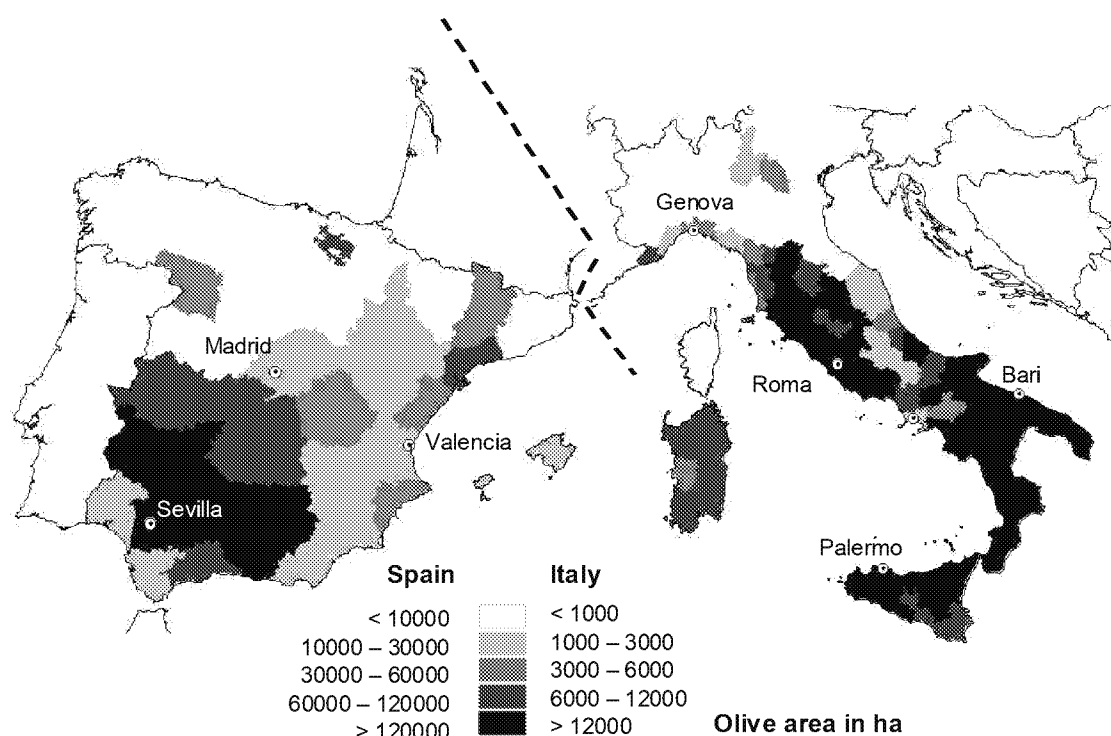 Genova
Madrid
Roma
Bari
Valencia
Sevilla
Palermo
Spain Italy
< 10000 < 1000
10000 – 30000 1000 – 3000
30000 – 60000 3000 – 6000
60000 – 120000 6000 – 12000
> 120000 > 12000
Olive area in ha